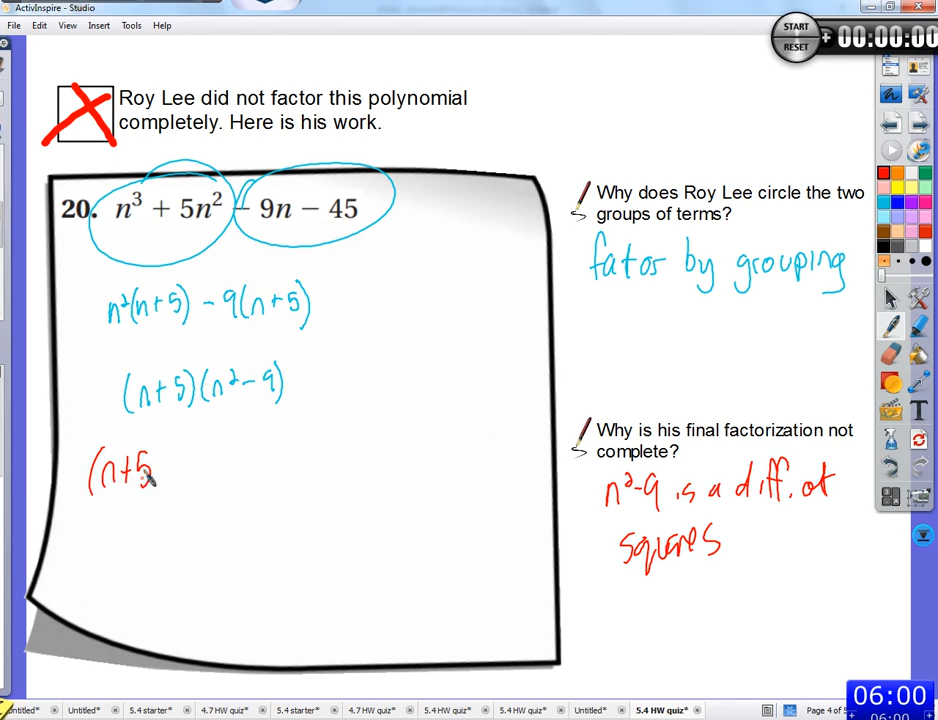 ActivInspire - Studio
File Edit View Insert Tools Help
START
RESET
+ 00:00:00
Roy Lee did not factor this polynomial
completely. Here is his work.
20. n³ + 5n² − 9n − 45
n²(n+5) − 9(n+5)
(n+5)(n²−9)
(n+5
Why does Roy Lee circle the two
groups of terms?
fator by grouping
Why is his final factorization not
complete?
n²-9 is a diff. of
squares
06:00
Untitled* Untitled* 5.4 starter* 4.7 HW quiz* 5.4 starter* 4.7 HW quiz* 5.4 HW quiz* 5.4 HW quiz* Untitled* 5.4 HW quiz* Page 4 of 5